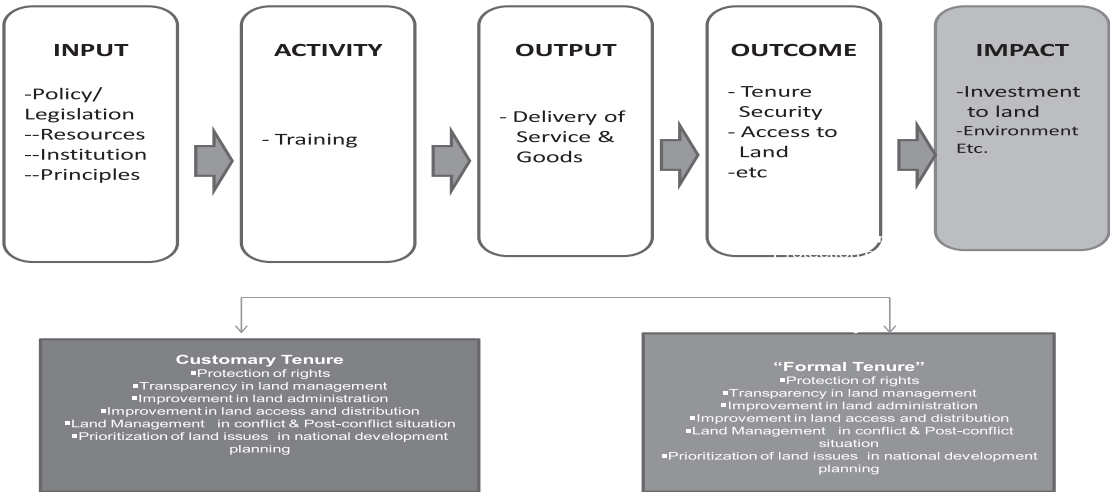 INPUT
-Policy/
Legislation
--Resources
--Institution
--Principles
ACTIVITY
- Training
OUTPUT
- Delivery of
Service &
Goods
OUTCOME
- Tenure
Security
- Access to
Land
-etc
IMPACT
-Investment
to land
-Environment
Etc.
Customary Tenure
▪Protection of rights
▪Transparency in land management
▪Improvement in land administration
▪Improvement in land access and distribution
▪Land Management in conflict & Post-conflict situation
▪Prioritization of land issues in national development
planning
“Formal Tenure”
▪Protection of rights
▪Transparency in land management
▪Improvement in land administration
▪Improvement in land access and distribution
▪Land Management in conflict & Post-conflict
situation
▪Prioritization of land issues in national development
planning